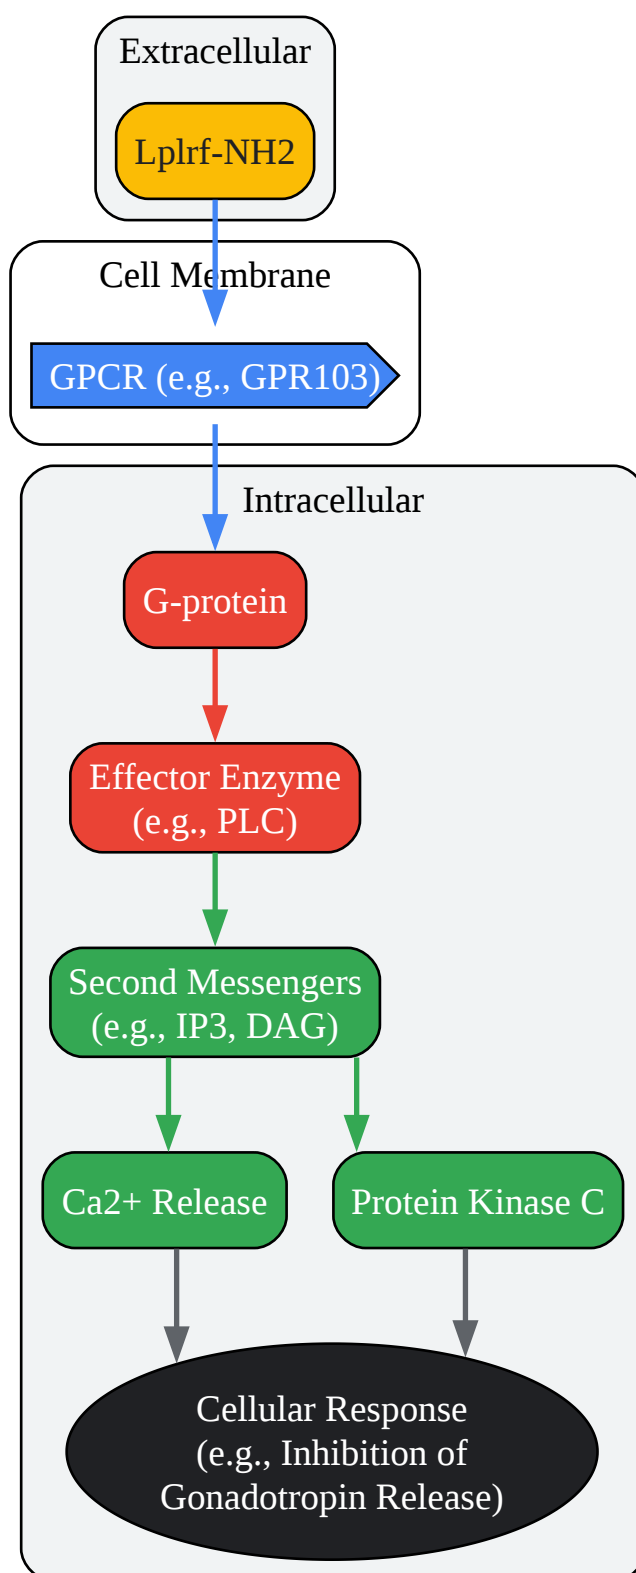 Extracellular
Lplrf-NH2
Cell Membrane
GPCR (e.g., GPR103)
Intracellular
G-protein
Effector Enzyme
(e.g., PLC)
Second Messengers
(e.g., IP3, DAG)
Ca2+ Release
Protein Kinase C
Cellular Response
(e.g., Inhibition of
Gonadotropin Release)